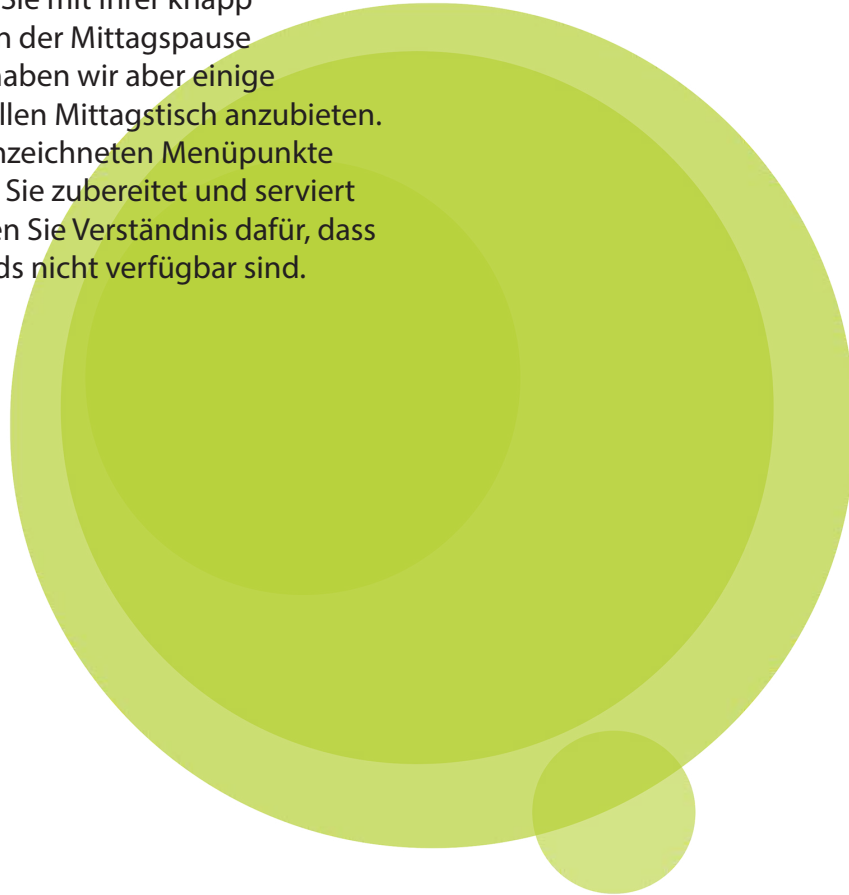 Sie mit Ihrer knapp
der Mittagspause
haben wir aber einige
llen Mittagstisch anzubieten.
nzeichneten Menüpunkte
Sie zubereitet und serviert
en Sie Verständnis dafür, dass
ds nicht verfügbar sind.